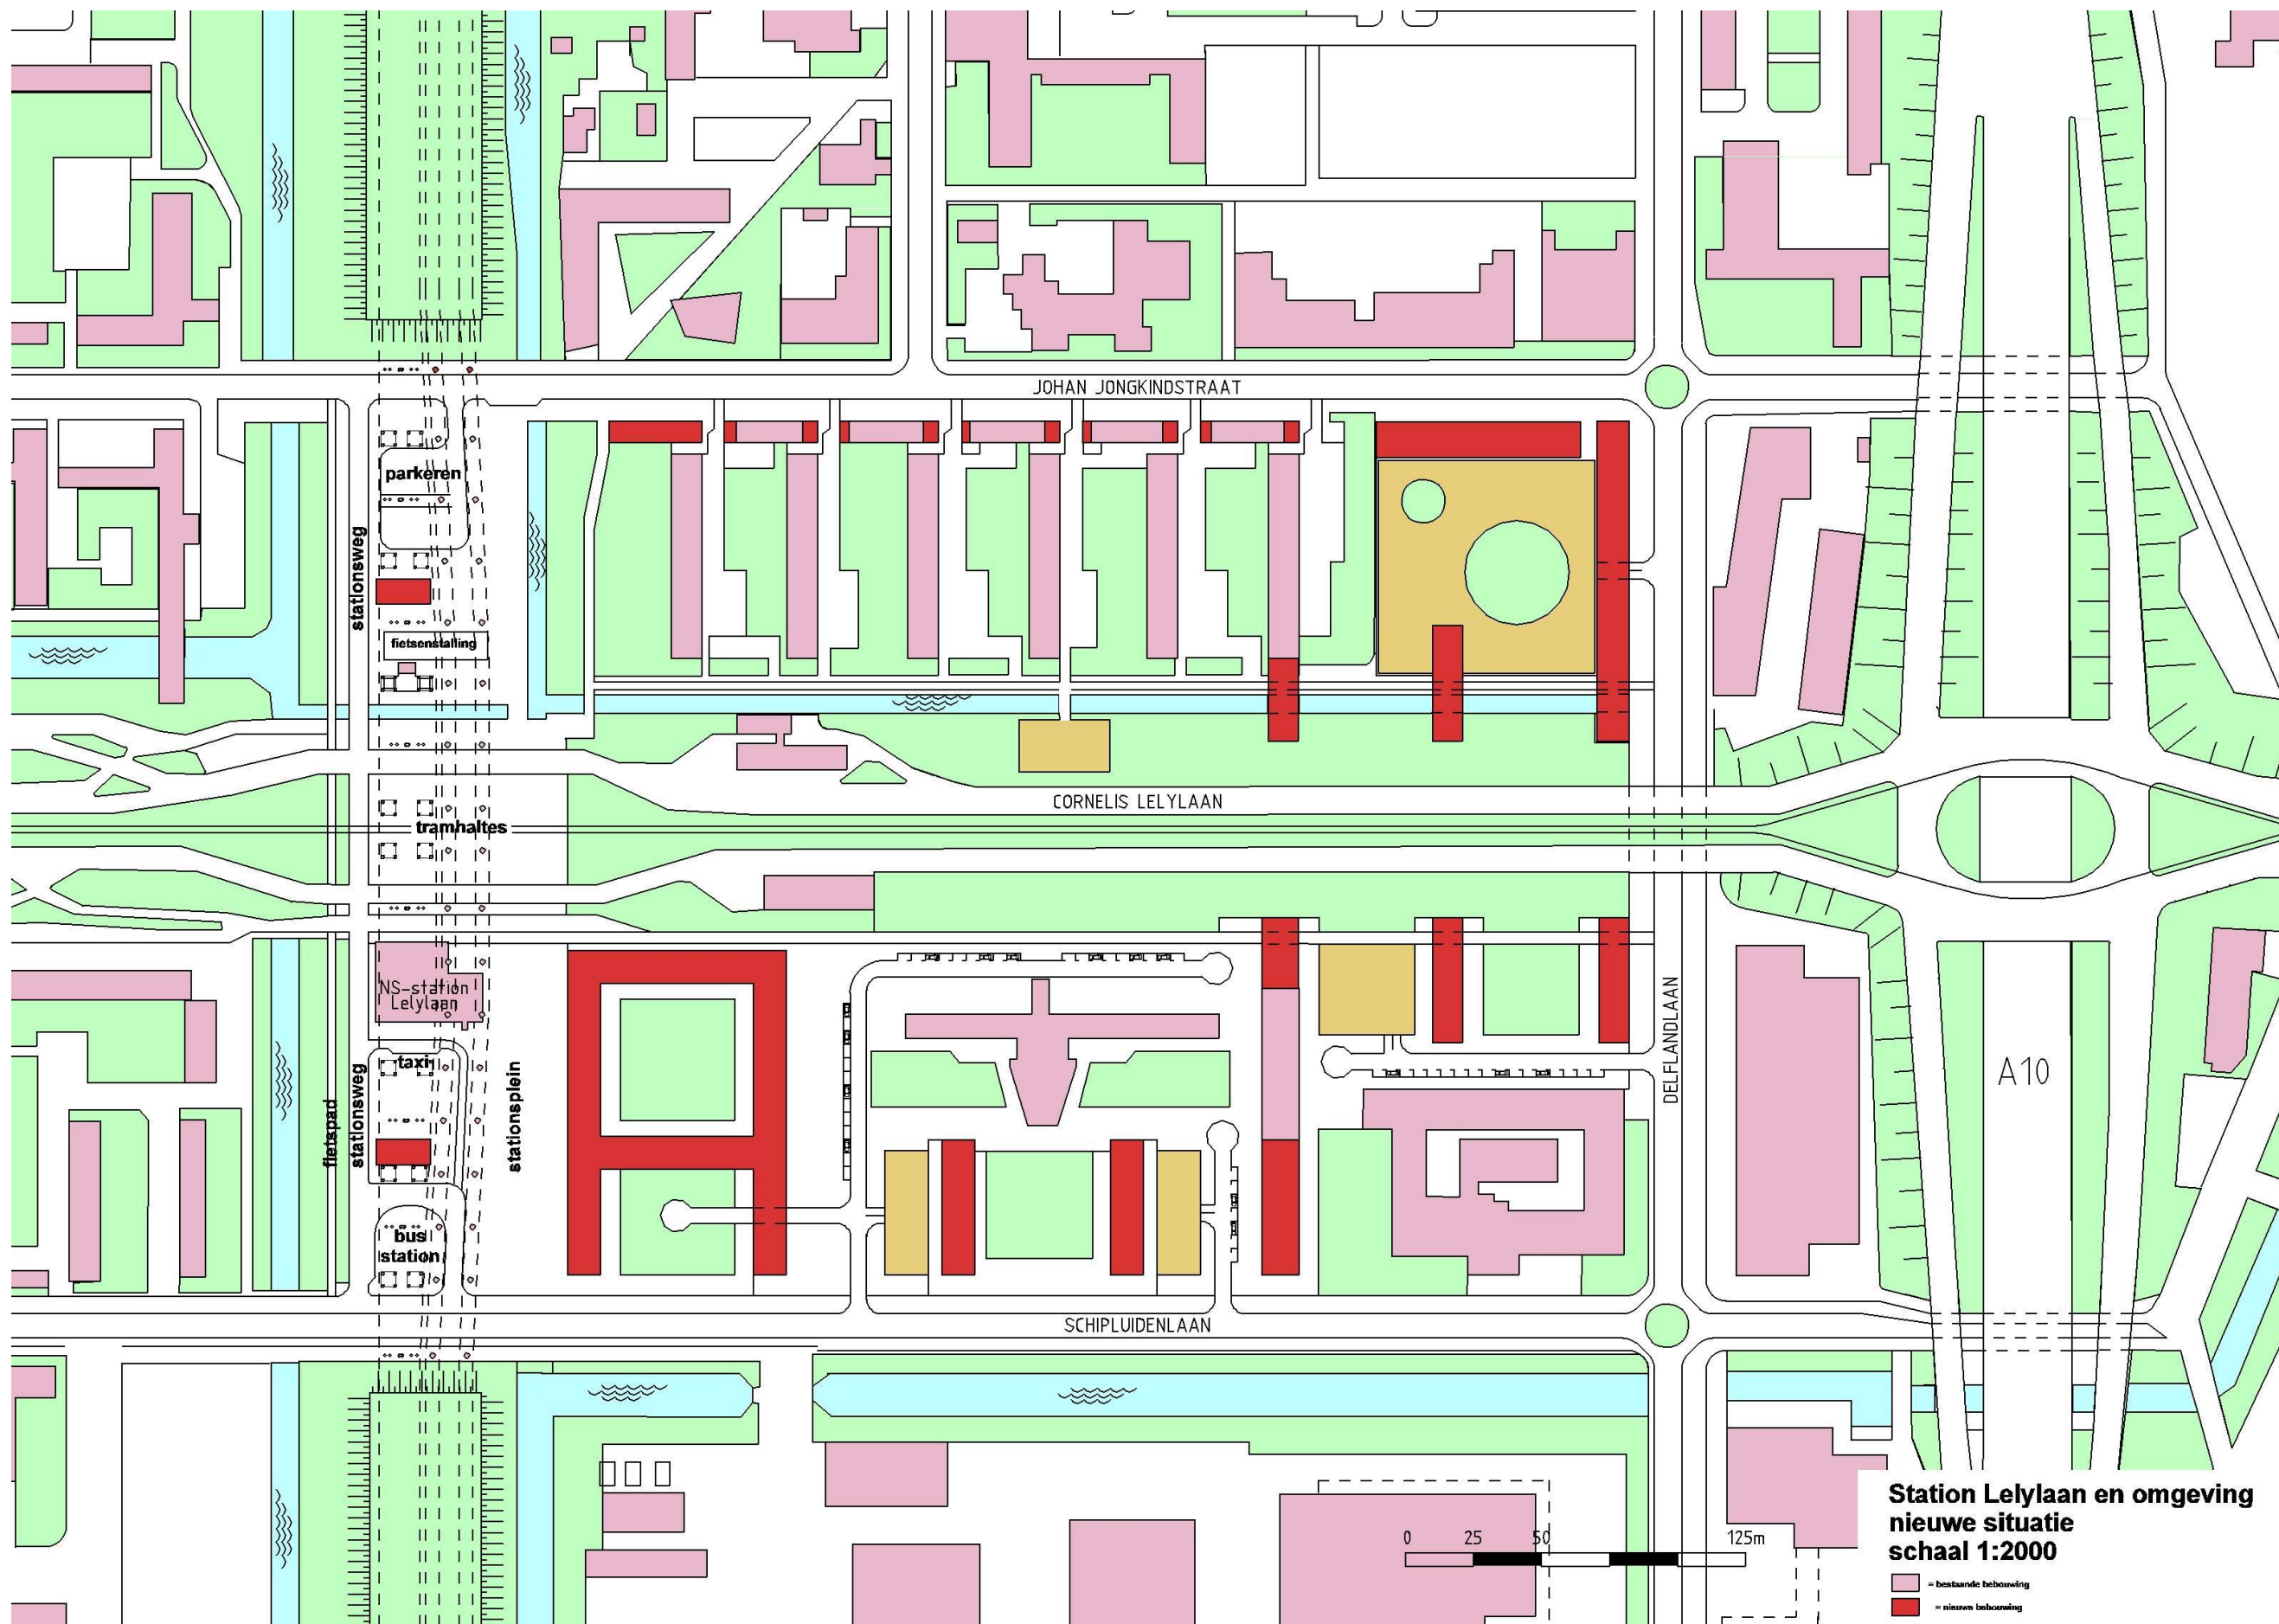 JOHAN JONGKINDSTRAAT
parkeren
stationsweg
fietsenstalling
CORNELIS LELYLAAN
tramhaltes
NS-station
Lelylaan
taxi
stationsplein
fietspad
stationsweg
DELFLANDLAAN
A10
bus
station
SCHIPLUIDENLAAN
0 25 50 125m
Station Lelylaan en omgeving
nieuwe situatie
schaal 1:2000
= bestaande bebouwing
= nieuwe bebouwing